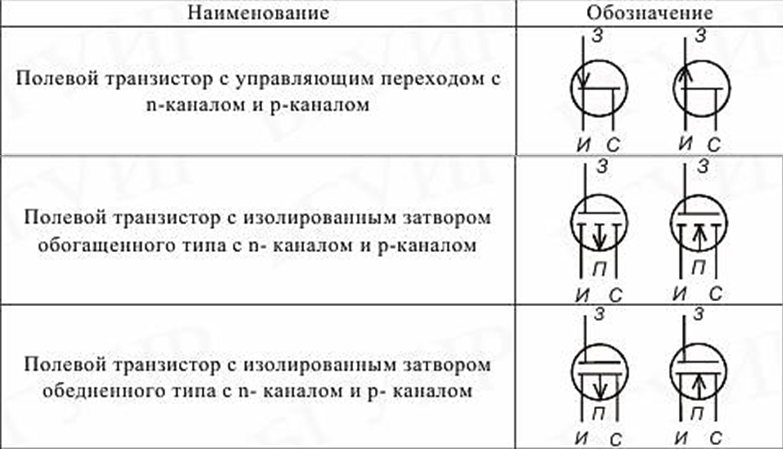 Наименование
Обозначение
Полевой транзистор с управляющим переходом с
n-каналом и p-каналом
З З
И С И С
Полевой транзистор с изолированным затвором
обогащенного типа с n- каналом и p-каналом
З З
П П
И С И С
Полевой транзистор с изолированным затвором
обедненного типа с n- каналом и p- каналом
З З
П П
И С И С
БГУИР